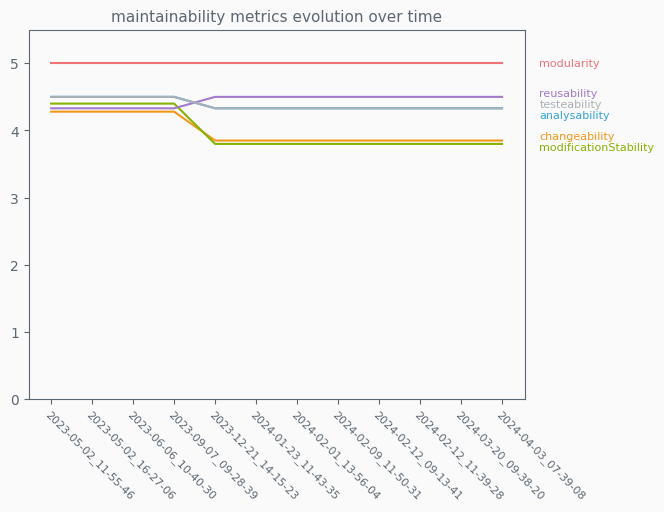 maintainability metrics evolution over time
5
4
3
2
1
0
modularity
reusability
testeability
analysability
changeability
modificationStability
2023-05-02_11-55-46
2023-05-02_16-27-06
2023-06-06_10-40-30
2023-09-07_09-28-39
2023-12-21_14-15-23
2024-01-23_11-43-35
2024-02-01_13-56-04
2024-02-09_11-50-31
2024-02-12_09-13-41
2024-02-12_11-39-28
2024-03-20_09-38-20
2024-04-03_07-39-08